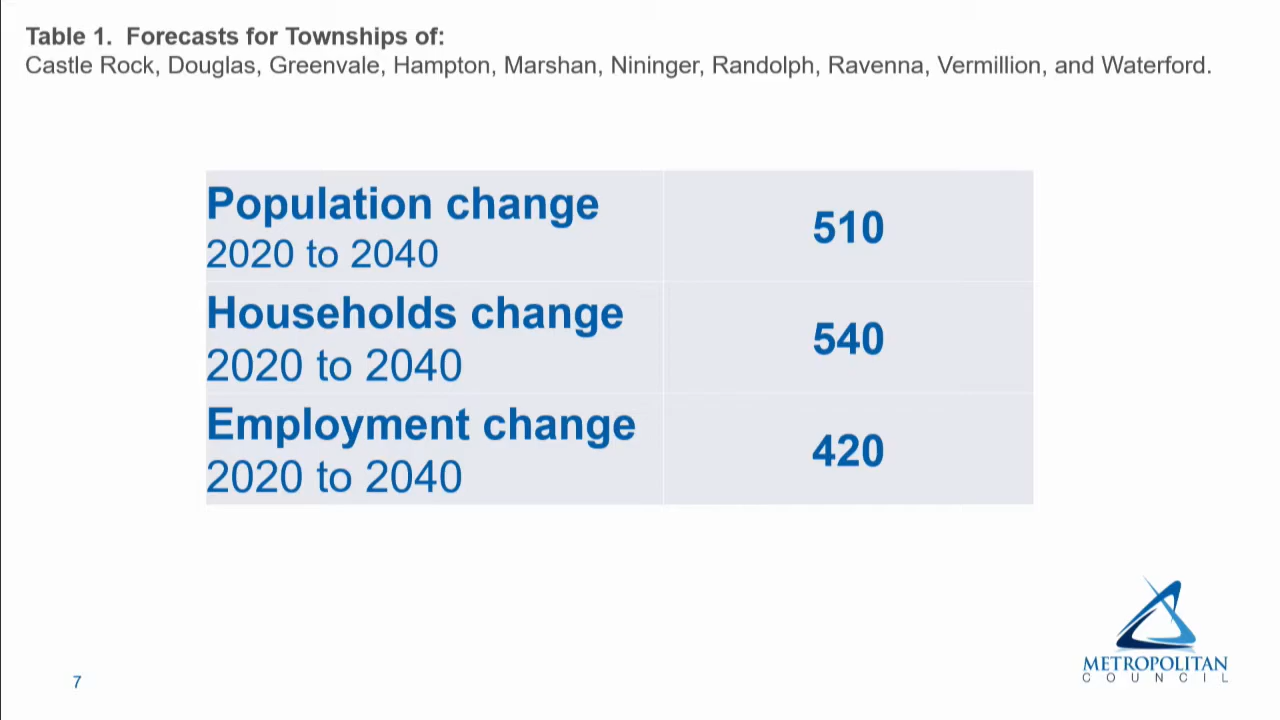 Table 1.  Forecasts for Townships of:
Castle Rock, Douglas, Greenvale, Hampton, Marshan, Nininger, Randolph, Ravenna, Vermillion, and Waterford.
Population change
2020 to 2040
510
Households change
2020 to 2040
540
Employment change
2020 to 2040
420
METROPOLITAN
COUNCIL
7